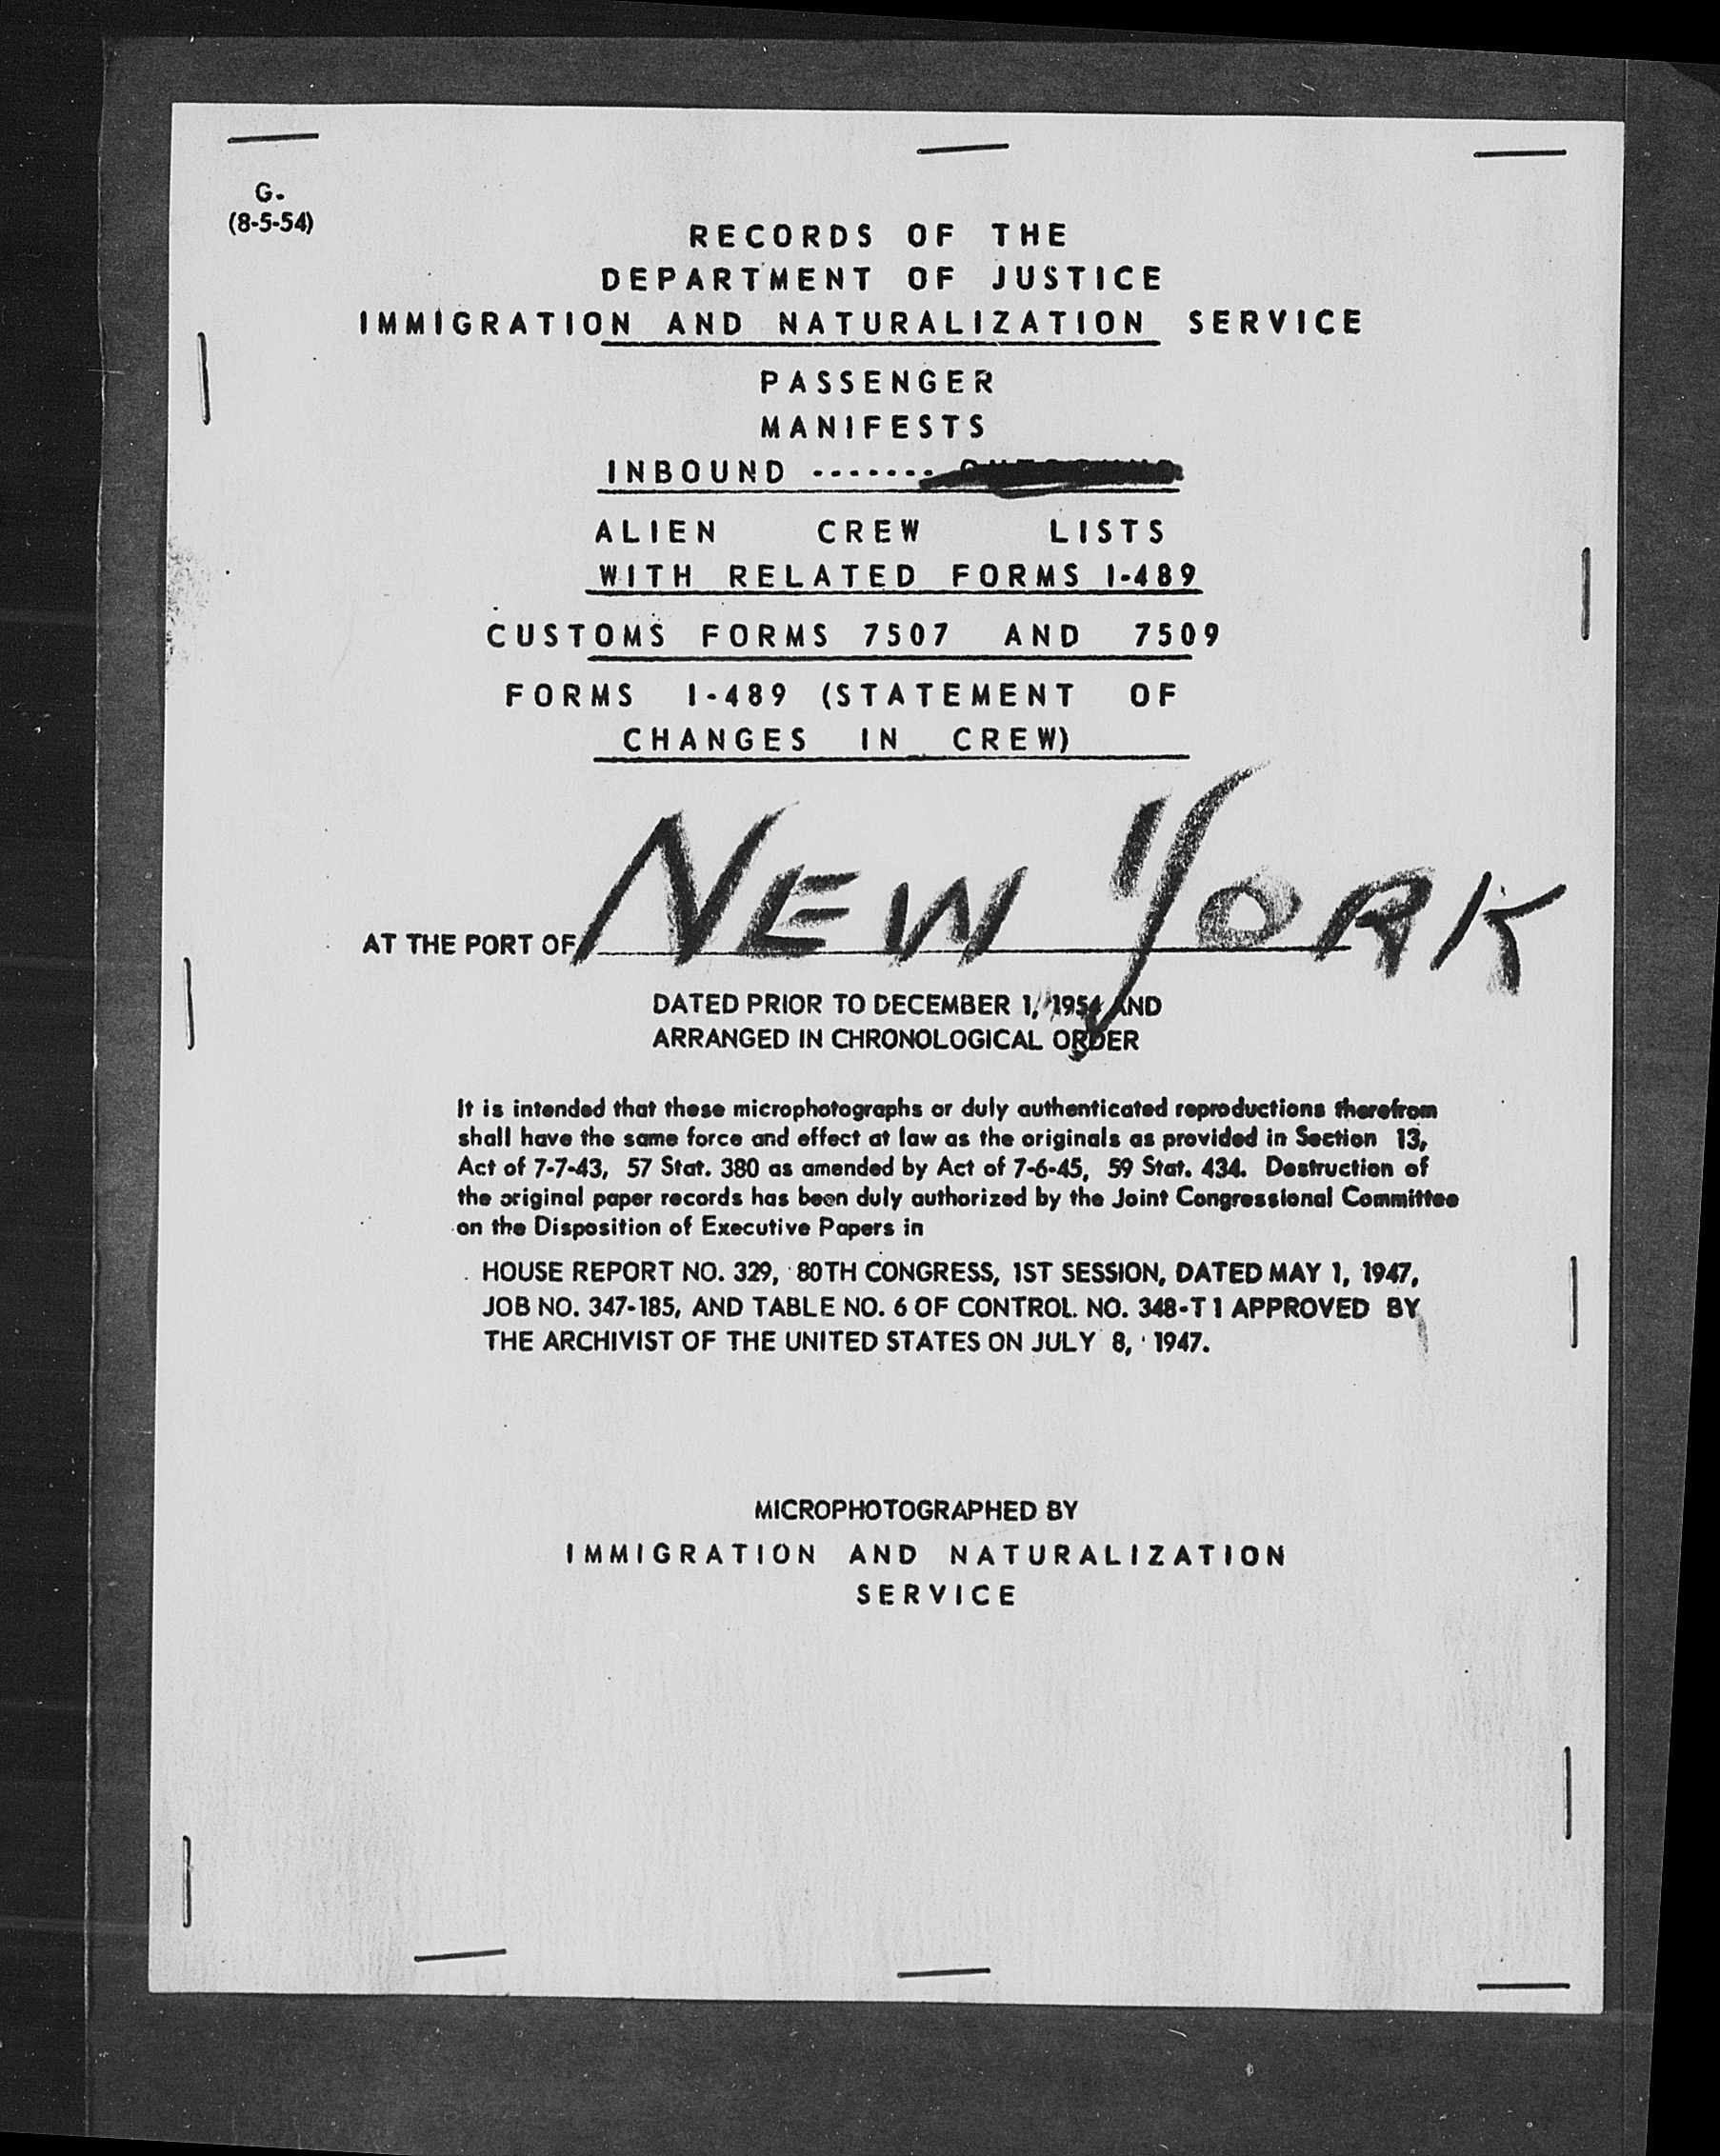 G.
(8-5-54)
RECORDS OF THE
DEPARTMENT OF JUSTICE
IMMIGRATION AND NATURALIZATION SERVICE
PASSENGER
MANIFESTS
INBOUND -------
ALIEN CREW LISTS
WITH RELATED FORMS I-489
CUSTOMS FORMS 7507 AND 7509
FORMS I-489 (STATEMENT OF
CHANGES IN CREW)
AT THE PORT OF NEW YORK
DATED PRIOR TO DECEMBER 1, 1954 AND
ARRANGED IN CHRONOLOGICAL ORDER
It is intended that these microphotographs or duly authenticated reproductions therefrom
shall have the same force and effect at law as the originals as provided in Section 13,
Act of 7-7-43, 57 Stat. 380 as amended by Act of 7-6-45, 59 Stat. 434. Destruction of
the original paper records has been duly authorized by the Joint Congressional Committee
on the Disposition of Executive Papers in
HOUSE REPORT NO. 329, 80TH CONGRESS, 1ST SESSION, DATED MAY 1, 1947,
JOB NO. 347-185, AND TABLE NO. 6 OF CONTROL NO. 348-T1 APPROVED BY
THE ARCHIVIST OF THE UNITED STATES ON JULY 8, 1947.
MICROPHOTOGRAPHED BY
IMMIGRATION AND NATURALIZATION
SERVICE